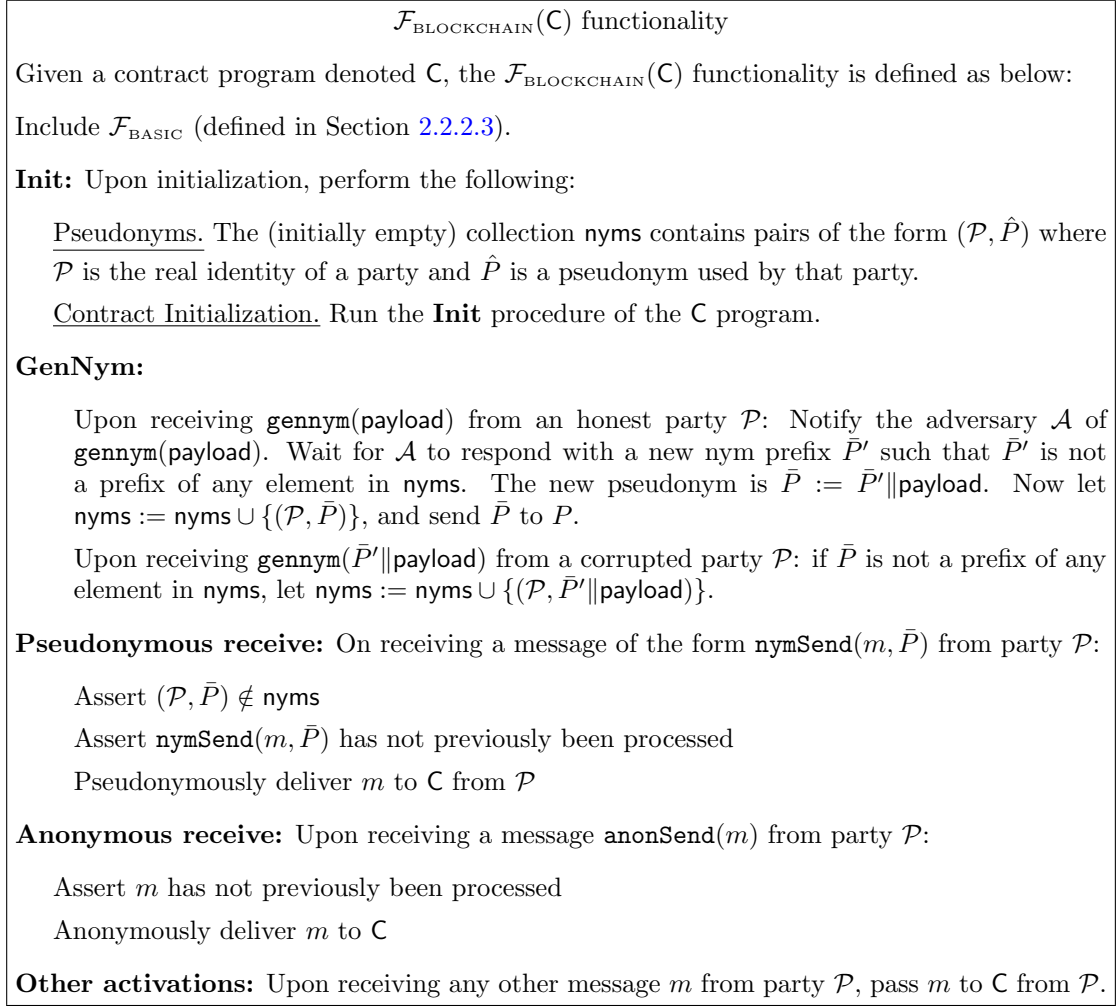 𝓕_BLOCKCHAIN(C) functionality
Given a contract program denoted C, the 𝓕_BLOCKCHAIN(C) functionality is defined as below:
Include 𝓕_BASIC (defined in Section 2.2.2.3).
Init: Upon initialization, perform the following:
Pseudonyms. The (initially empty) collection nyms contains pairs of the form (𝒫, P̂) where
𝒫 is the real identity of a party and P̂ is a pseudonym used by that party.
Contract Initialization. Run the Init procedure of the C program.
GenNym:
Upon receiving gennym(payload) from an honest party 𝒫: Notify the adversary 𝒜 of
gennym(payload). Wait for 𝒜 to respond with a new nym prefix P̄′ such that P̄′ is not
a prefix of any element in nyms. The new pseudonym is P̄ := P̄′‖payload. Now let
nyms := nyms ∪ {(𝒫, P̄)}, and send P̄ to P.
Upon receiving gennym(P̄′‖payload) from a corrupted party 𝒫: if P̄ is not a prefix of any
element in nyms, let nyms := nyms ∪ {(𝒫, P̄′‖payload)}.
Pseudonymous receive: On receiving a message of the form nymSend(m, P̄) from party 𝒫:
Assert (𝒫, P̄) ∉ nyms
Assert nymSend(m, P̄) has not previously been processed
Pseudonymously deliver m to C from 𝒫
Anonymous receive: Upon receiving a message anonSend(m) from party 𝒫:
Assert m has not previously been processed
Anonymously deliver m to C
Other activations: Upon receiving any other message m from party 𝒫, pass m to C from 𝒫.